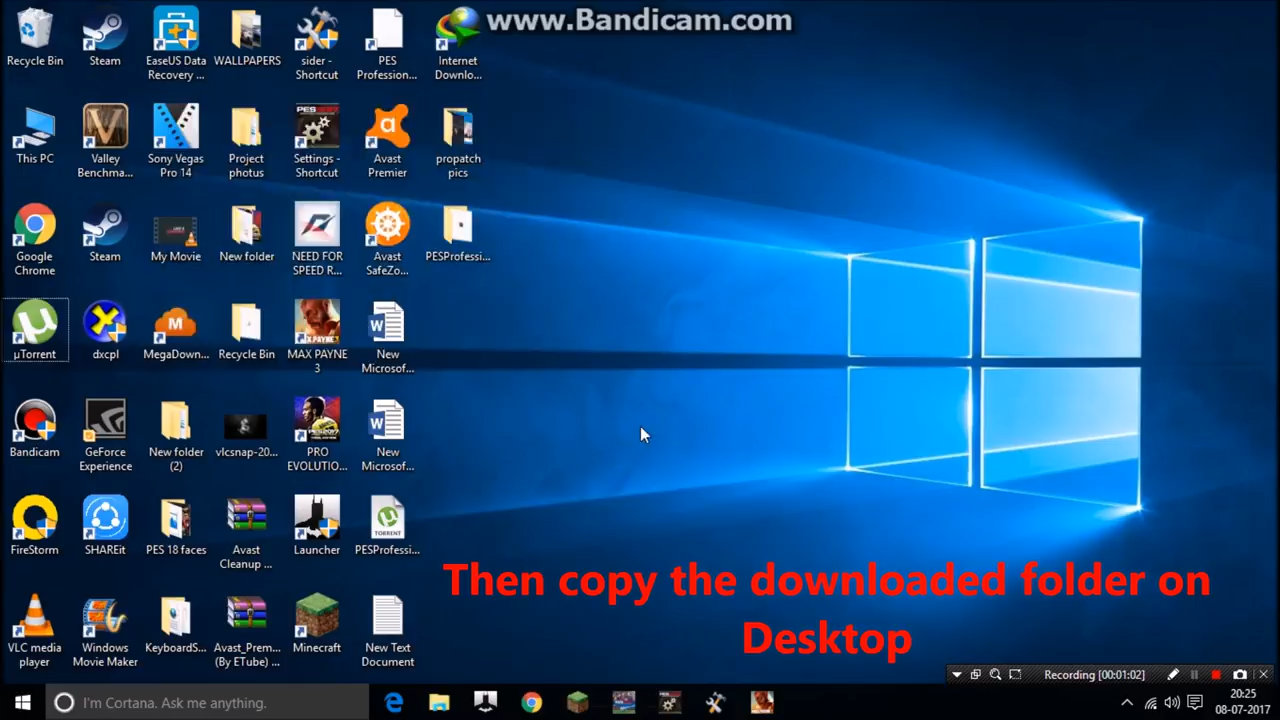 www.Bandicam.com
Recycle Bin
Steam
EaseUS Data
Recovery ...
WALLPAPERS
sider -
Shortcut
PES
Profession...
Internet
Downlo...
This PC
Valley
Benchma...
Sony Vegas
Pro 14
Project
photos
PES 2017
Settings -
Shortcut
Avast
Premier
propatch
pics
Google
Chrome
Steam
My Movie
New folder
NEED FOR
SPEED R...
Avast
SafeZo...
PESProfessi...
µTorrent
dxcpl
MegaDown...
Recycle Bin
MAX PAYNE
3
New
Microsof...
Bandicam
GeForce
Experience
New folder
(2)
vlcsnap-20...
PRO
EVOLUTIO...
New
Microsof...
FireStorm
SHAREit
PES 18 faces
Avast
Cleanup ...
Launcher
TORRENT
PESProfessi...
VLC media
player
Windows
Movie Maker
KeyboardS...
Avast_Prem...
(By ETube) ...
Minecraft
New Text
Document
Then copy the downloaded folder on
Desktop
Recording [00:01:02]
I'm Cortana. Ask me anything.
20:25
08-07-2017